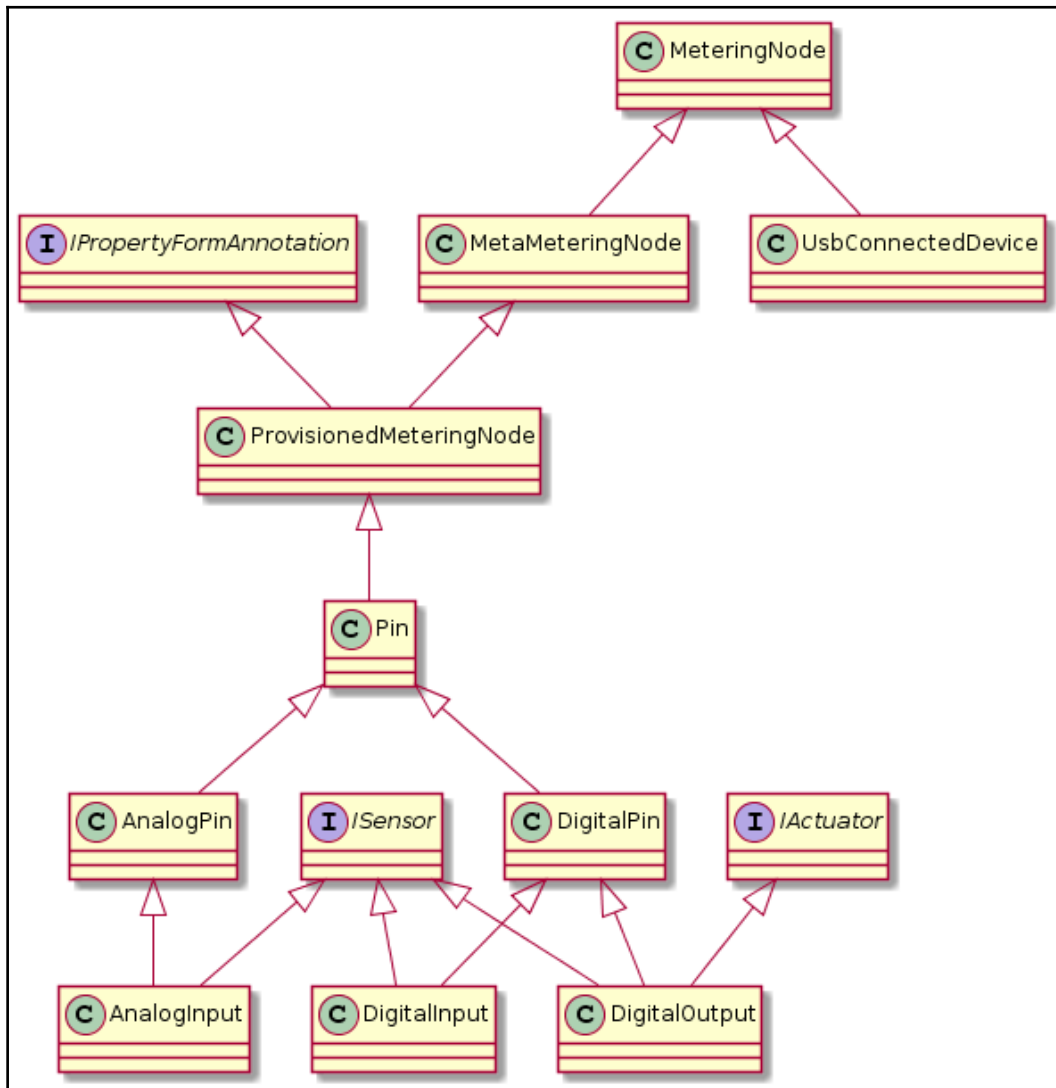 C MeteringNode
I IPropertyFormAnnotation
C MetaMeteringNode
C UsbConnectedDevice
C ProvisionedMeteringNode
C Pin
C AnalogPin
I ISensor
C DigitalPin
I IActuator
C AnalogInput
C DigitalInput
C DigitalOutput